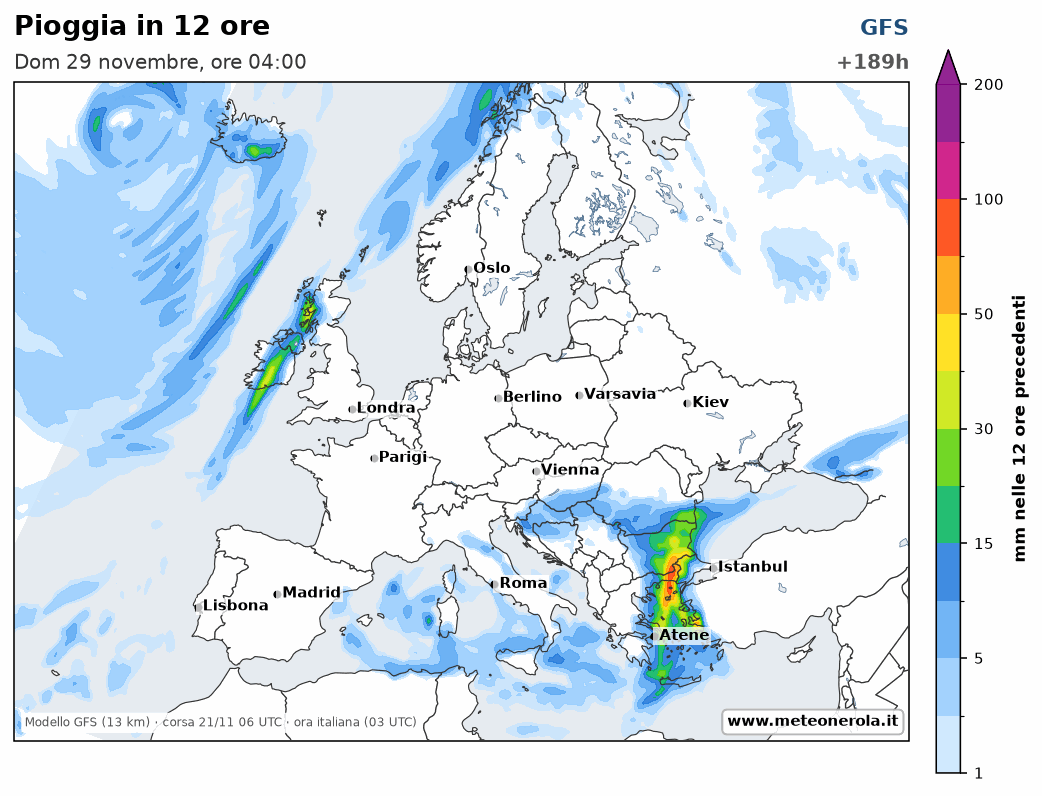 Pioggia in 12 ore
GFS
Dom 29 novembre, ore 04:00
+189h
200
100
50
30
15
5
1
mm nelle 12 ore precedenti
Oslo
Berlino
Varsavia
Kiev
Londra
Parigi
Vienna
Istanbul
Roma
Madrid
Lisbona
Atene
Modello GFS (13 km) · corsa 21/11 06 UTC · ora italiana (03 UTC)
www.meteonerola.it